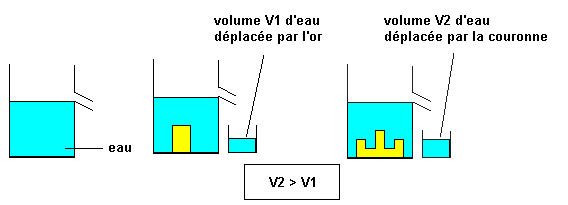 volume V1 d'eau
déplacée par l'or
volume V2 d'eau
déplacée par la couronne
eau
V2 > V1